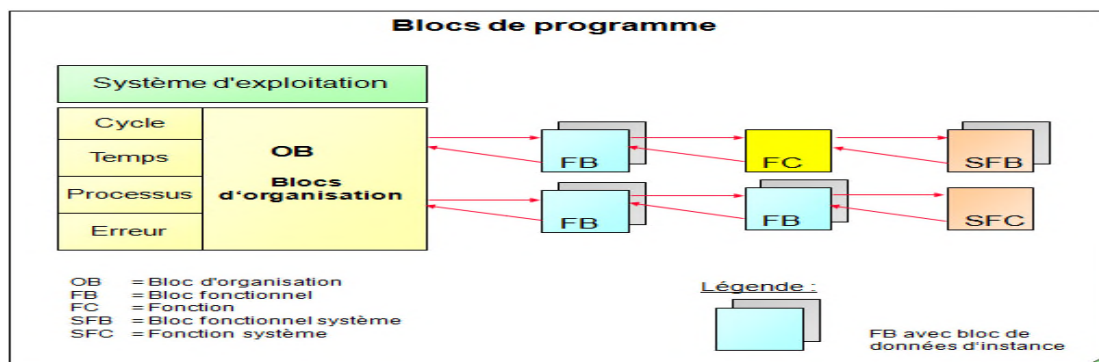 Blocs de programme
Système d'exploitation
Cycle
Temps
Processus
Erreur
OB
Blocs
d'organisation
FB
FC
SFB
FB
FB
SFC
OB = Bloc d'organisation
FB = Bloc fonctionnel
FC = Fonction
SFB = Bloc fonctionnel système
SFC = Fonction système
Légende :
FB avec bloc de
données d'instance